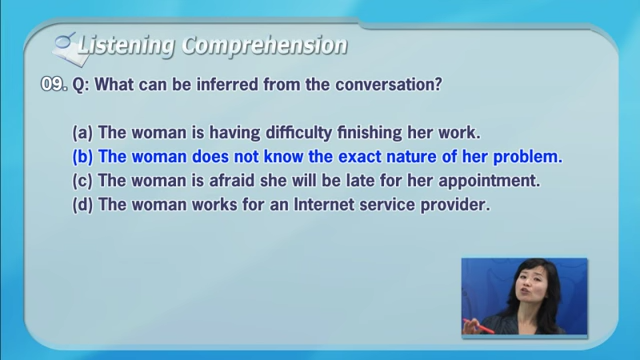 Listening Comprehension
09. Q: What can be inferred from the conversation?
(a) The woman is having difficulty finishing her work.
(b) The woman does not know the exact nature of her problem.
(c) The woman is afraid she will be late for her appointment.
(d) The woman works for an Internet service provider.